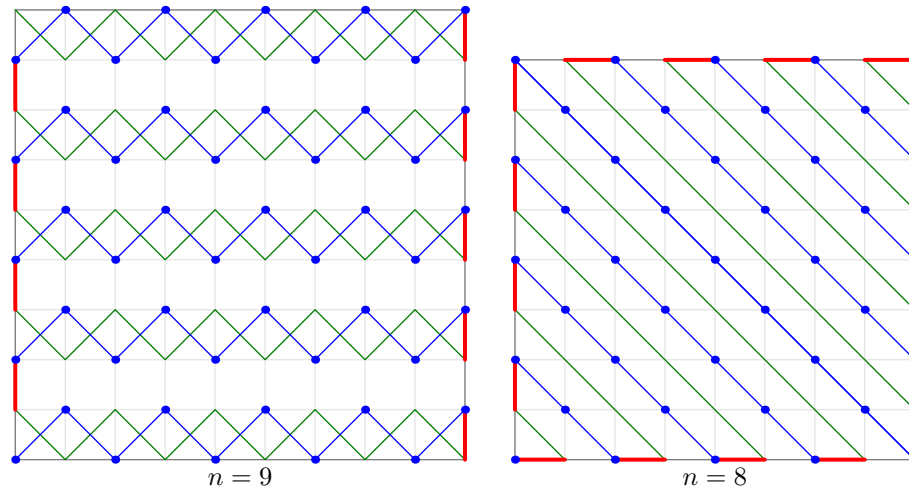 n = 9
n = 8